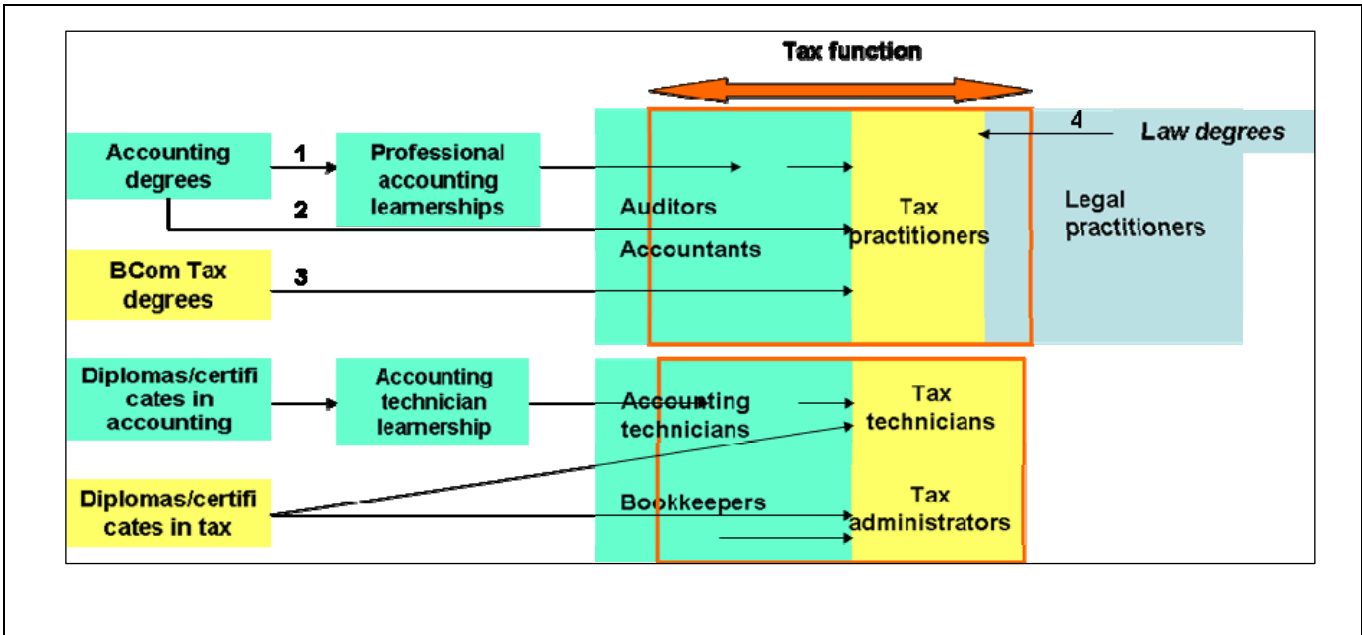 Tax function
4
Law degrees
Accounting
degrees
1
Professional
accounting
learnerships
2
Auditors
Accountants
Tax
practitioners
Legal
practitioners
BCom Tax
degrees
3
Diplomas/certifi
cates in
accounting
Accounting
technician
learnership
Accounting
technicians
Tax
technicians
Diplomas/certifi
cates in tax
Bookkeepers
Tax
administrators